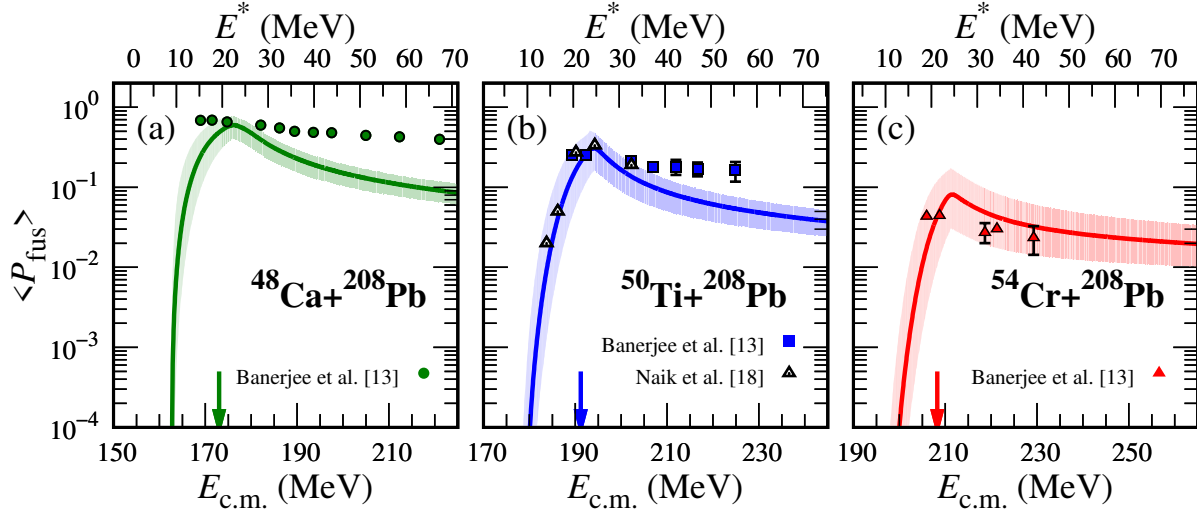 E* (MeV) E* (MeV) E* (MeV)
0 10 20 30 40 50 60 70 10 20 30 40 50 60 70 10 20 30 40 50 60 70
<P_fus>
10^0
10^−1
10^−2
10^−3
10^−4
(a) (b) (c)
^48Ca+^208Pb ^50Ti+^208Pb ^54Cr+^208Pb
Banerjee et al. [13]
Banerjee et al. [13]
Naik et al. [18]
Banerjee et al. [13]
150 170 190 210 170 190 210 230 190 210 230 250
E_c.m. (MeV) E_c.m. (MeV) E_c.m. (MeV)